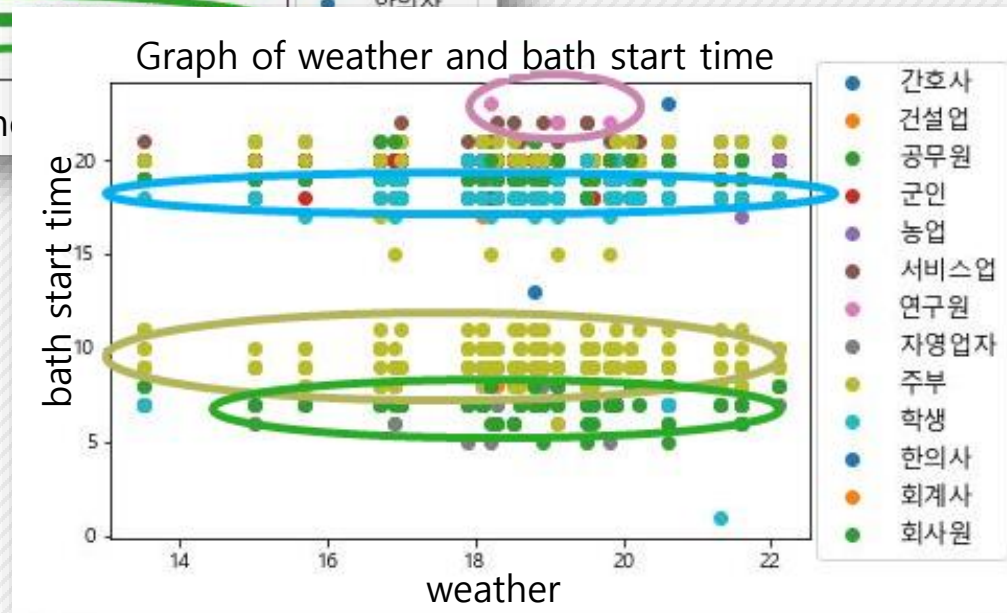 Graph of weather and bath start time
bath start time
20
15
10
5
0
14
16
18
20
22
weather
간호사
건설업
공무원
군인
농업
서비스업
연구원
자영업자
주부
학생
한의사
회계사
회사원